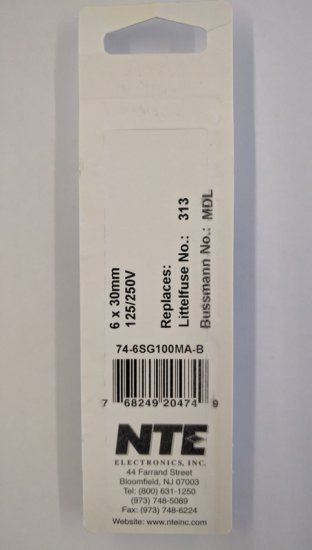 6 x 30mm
125/250V
Replaces:
Littelfuse No.: 313
Bussmann No.: MDL
74-6SG100MA-B
7 68249 20474 9
NTE
ELECTRONICS, INC.
44 Farrand Street
Bloomfield, NJ 07003
Tel: (800) 631-1250
(973) 748-5089
Fax: (973) 748-6224
Website: www.nteinc.com